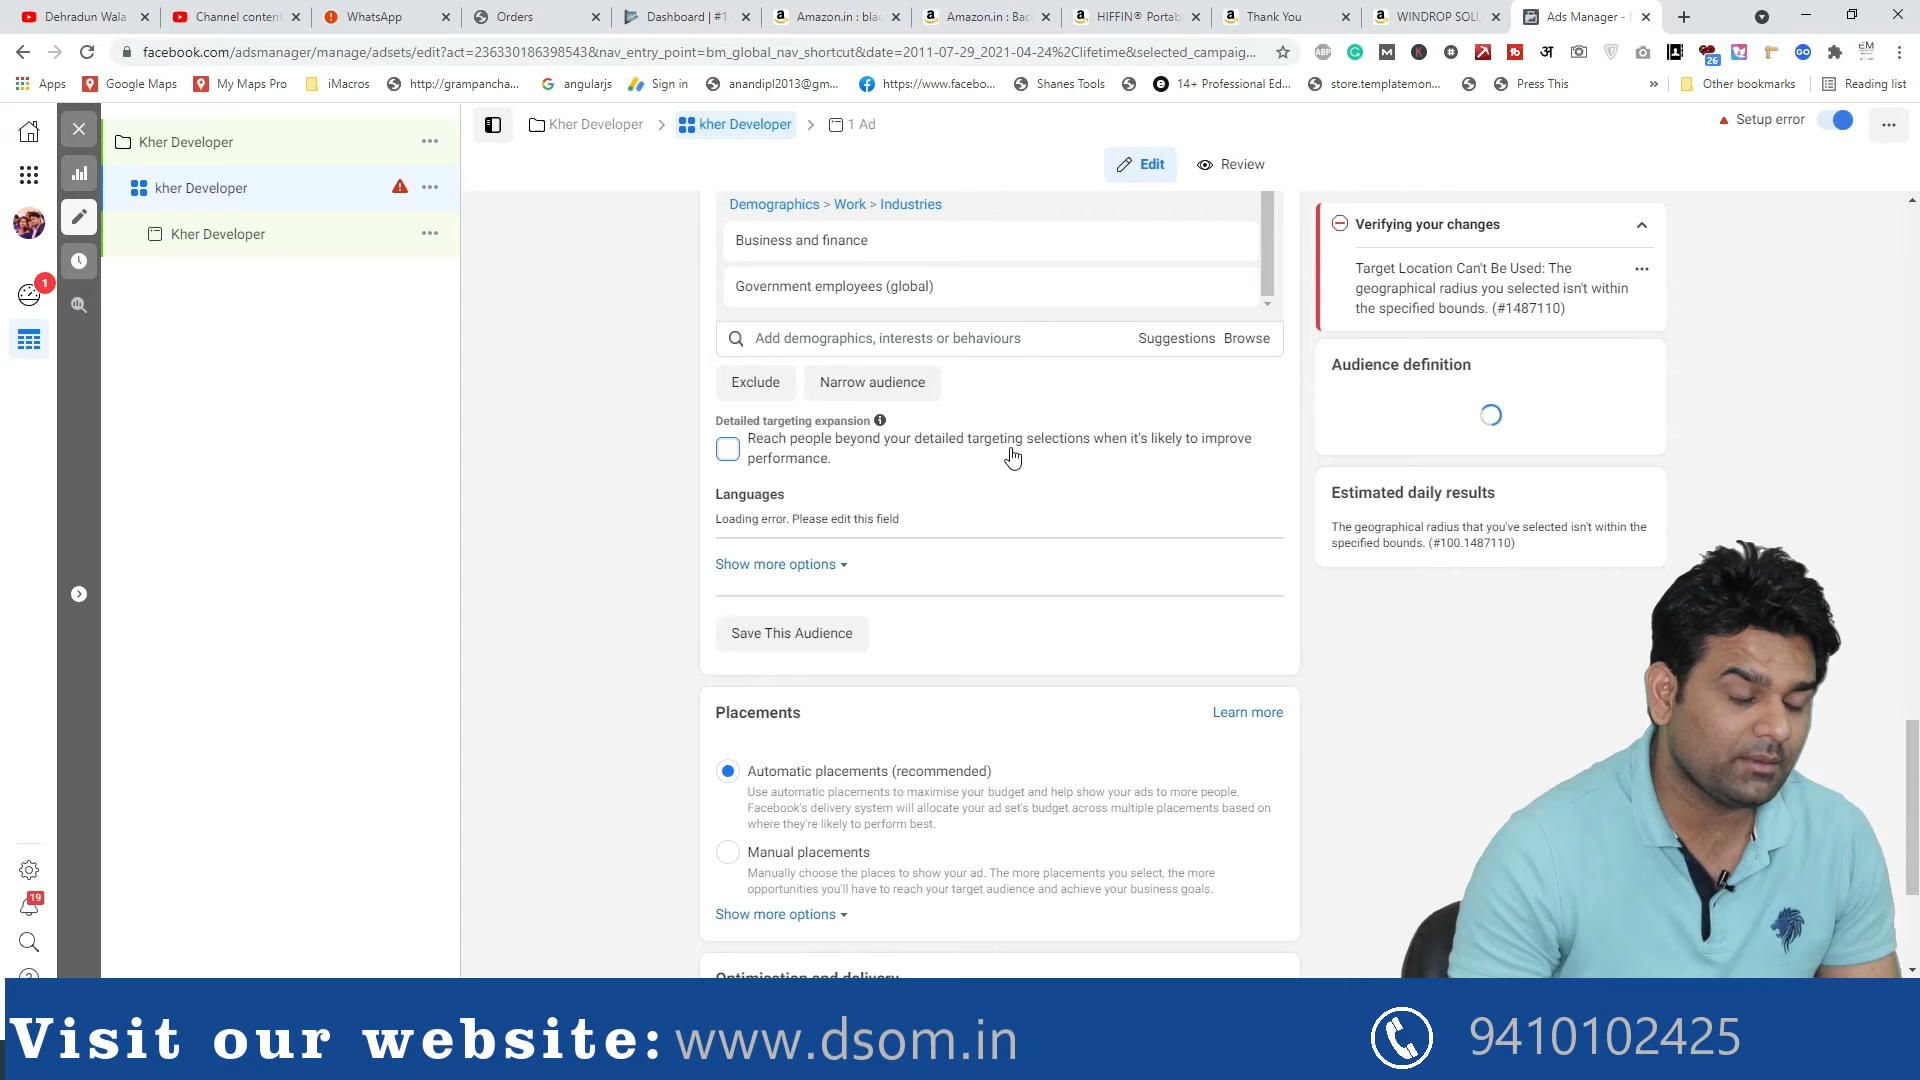 Dehradun Wala
Channel content
WhatsApp
Orders
Dashboard | #1
Amazon.in : blac
Amazon.in : Bac
HIFFIN® Portab
Thank You
WINDROP SOLU
Ads Manager -
facebook.com/adsmanager/manage/adsets/edit?act=236330186398543&nav_entry_point=bm_global_nav_shortcut&date=2011-07-29_2021-04-24%2Clifetime&selected_campaig...
Apps
Google Maps
My Maps Pro
iMacros
http://grampancha...
angularjs
Sign in
anandipl2013@gm...
https://www.facebo...
Shanes Tools
14+ Professional Ed...
store.templatemon...
Press This
Other bookmarks
Reading list
Kher Developer
kher Developer
Kher Developer
Kher Developer
kher Developer
1 Ad
Setup error
Edit
Review
Demographics > Work > Industries
Business and finance
Government employees (global)
Add demographics, interests or behaviours
Suggestions
Browse
Exclude
Narrow audience
Detailed targeting expansion
Reach people beyond your detailed targeting selections when it's likely to improve
performance.
Languages
Loading error. Please edit this field
Show more options
Save This Audience
Placements
Learn more
Automatic placements (recommended)
Use automatic placements to maximise your budget and help show your ads to more people.
Facebook's delivery system will allocate your ad set's budget across multiple placements based on
where they're likely to perform best.
Manual placements
Manually choose the places to show your ad. The more placements you select, the more
opportunities you'll have to reach your target audience and achieve your business goals.
Show more options
Optimisation and delivery
Verifying your changes
Target Location Can't Be Used: The
geographical radius you selected isn't within
the specified bounds. (#1487110)
Audience definition
Estimated daily results
The geographical radius that you've selected isn't within the
specified bounds. (#100.1487110)
1
19
26
Visit our website: www.dsom.in
9410102425